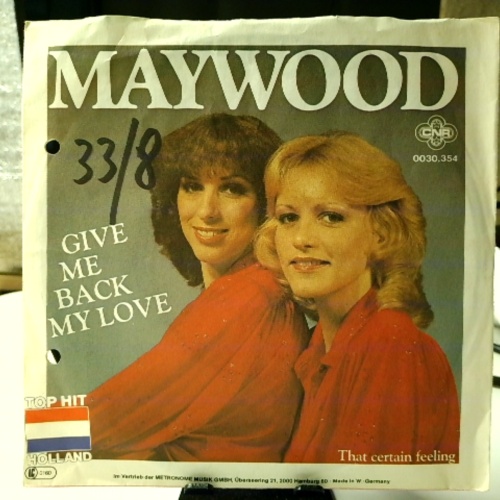 MAYWOOD
CNR
0030.354
33/8
GIVE
ME
BACK
MY LOVE
TOP HIT
HOLLAND
That certain feeling
Im Vertrieb der METRONOME MUSIK GMBH, Überseering 21, 2000 Hamburg 60 · Made in W.-Germany